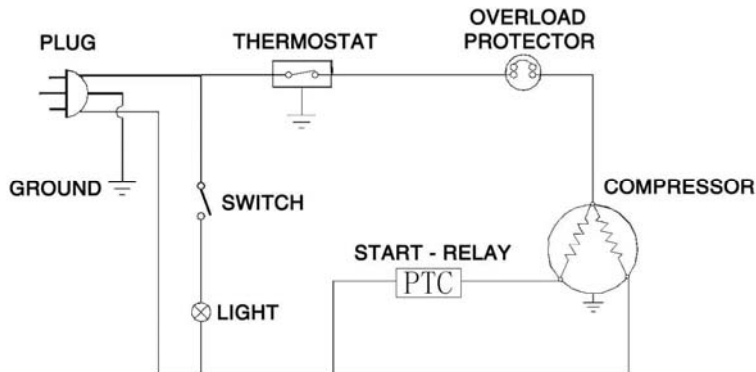 OVERLOAD
PROTECTOR
PLUG
THERMOSTAT
GROUND
SWITCH
COMPRESSOR
START - RELAY
PTC
LIGHT